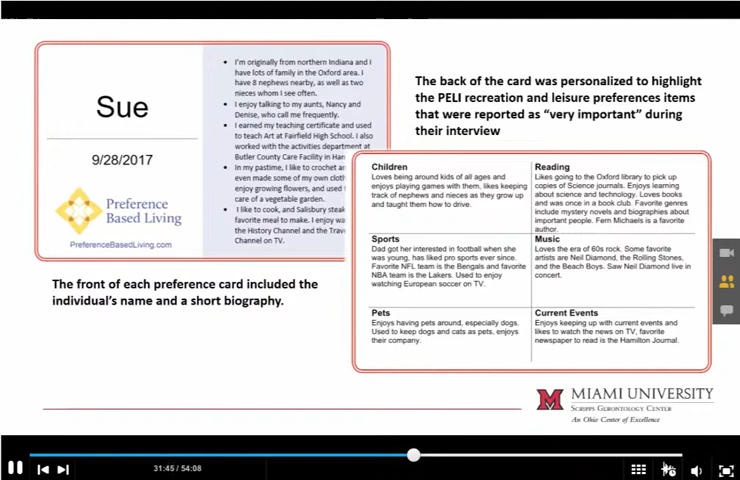 Sue
9/28/2017
Preference
Based Living
PreferenceBasedLiving.com
• I'm originally from northern Indiana and I
have lots of family in the Oxford area. I
have 8 nephews nearby, as well as two
nieces whom I see often.
• I enjoy talking to my aunts, Nancy and
Denise, who call me frequently.
• I earned my teaching certificate and used
to teach Art at Fairfield High School. I also
worked with the activities department at
Butler County Care Facility in Ham
• In my pastime, I like to crochet an
even made some of my own cloth
enjoy growing flowers, and used
care of a vegetable garden.
• I like to cook, and Salisbury steak
favorite meal to make. I enjoy wa
the History Channel and the Trav
Channel on TV.
The back of the card was personalized to highlight
the PELI recreation and leisure preferences items
that were reported as “very important” during
their interview
The front of each preference card included the
individual’s name and a short biography.
Children
Loves being around kids of all ages and
enjoys playing games with them, likes keeping
track of nephews and nieces as they grow up
and taught them how to drive.
Reading
Likes going to the Oxford library to pick up
copies of Science journals. Enjoys learning
about science and technology. Loves books
and was once in a book club. Favorite genres
include mystery novels and biographies about
important people. Fern Michaels is a favorite
author.
Sports
Dad got her interested in football when she
was young, has liked pro sports ever since.
Favorite NFL team is the Bengals and favorite
NBA team is the Lakers. Used to enjoy
watching European soccer on TV.
Music
Loves the era of 60s rock. Some favorite
artists are Neil Diamond, the Rolling Stones,
and the Beach Boys. Saw Neil Diamond live in
concert.
Pets
Enjoys having pets around, especially dogs.
Used to keep dogs and cats as pets, enjoys
their company.
Current Events
Enjoys keeping up with current events and
likes to watch the news on TV, favorite
newspaper to read is the Hamilton Journal.
MIAMI UNIVERSITY
SCRIPPS GERONTOLOGY CENTER
An Ohio Center of Excellence
31:45 / 54:08